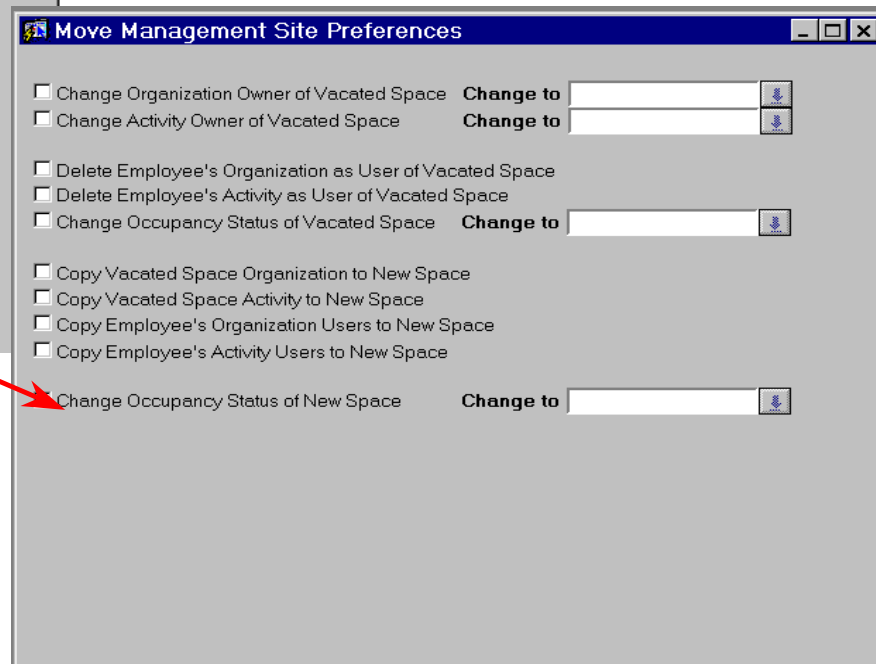 Move Management Site Preferences
Change Organization Owner of Vacated Space Change to
Change Activity Owner of Vacated Space Change to
Delete Employee's Organization as User of Vacated Space
Delete Employee's Activity as User of Vacated Space
Change Occupancy Status of Vacated Space Change to
Copy Vacated Space Organization to New Space
Copy Vacated Space Activity to New Space
Copy Employee's Organization Users to New Space
Copy Employee's Activity Users to New Space
Change Occupancy Status of New Space Change to